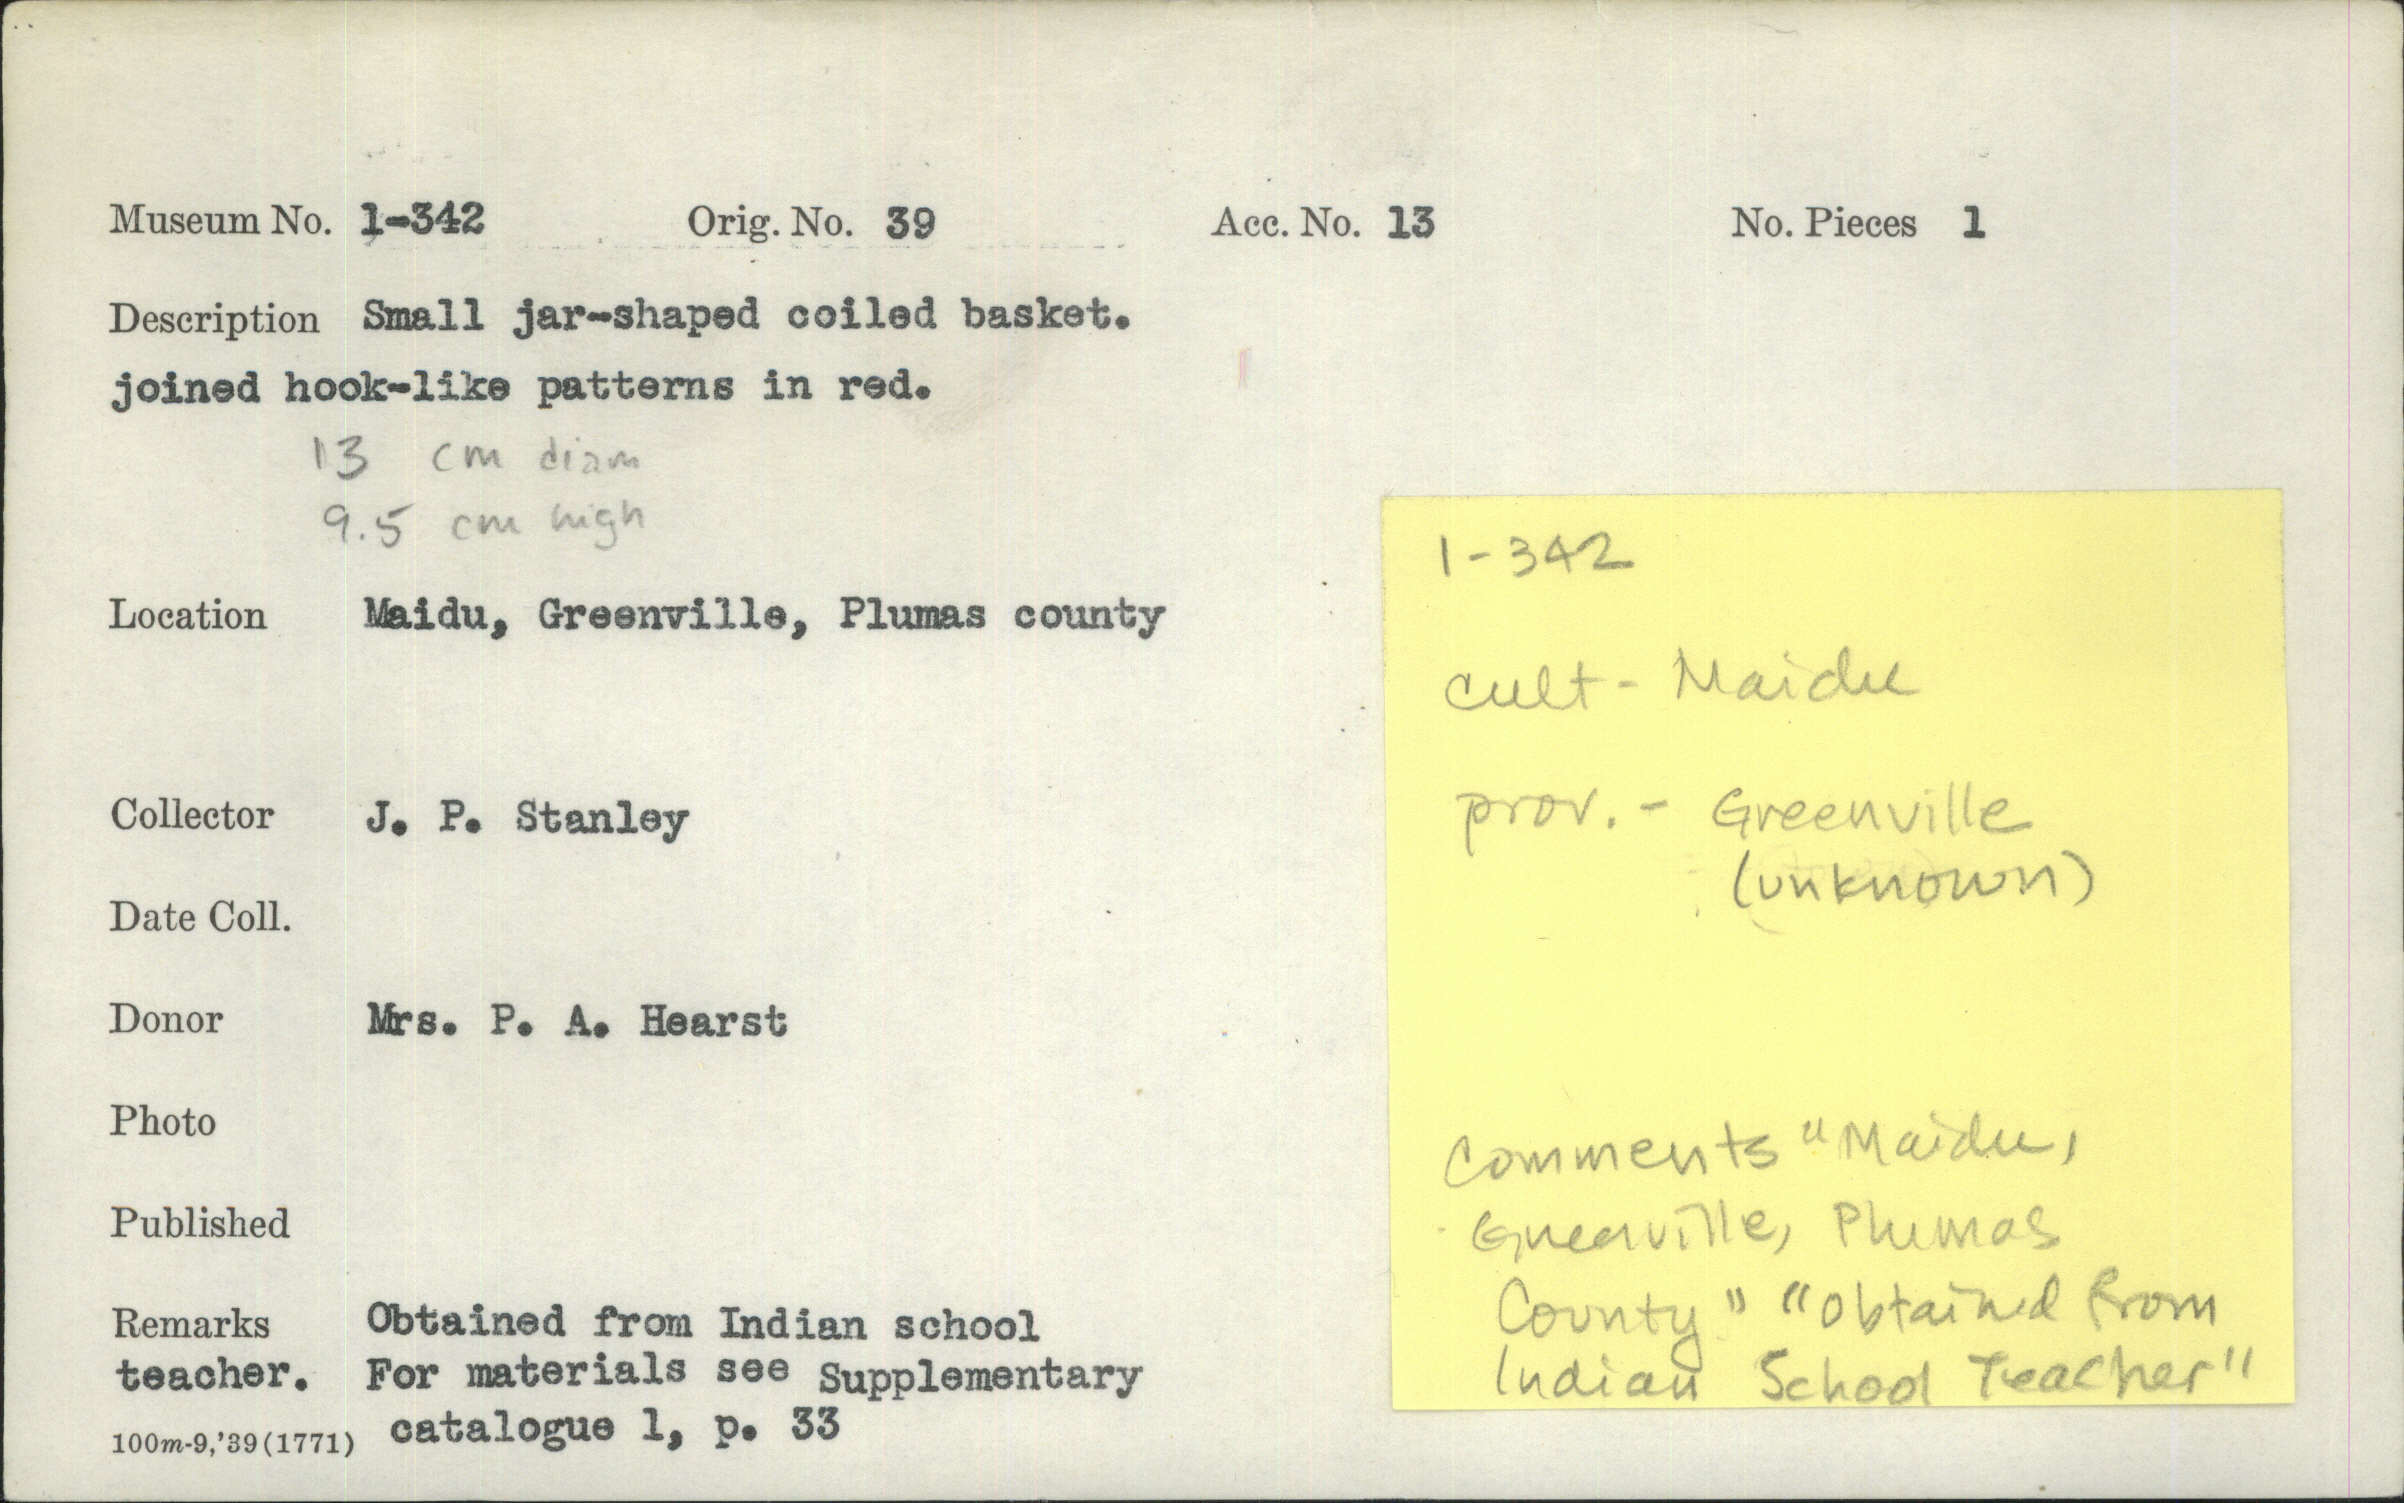 Museum No. 1-342 Orig. No. 39 Acc. No. 13 No. Pieces 1
Description Small jar-shaped coiled basket.
joined hook-like patterns in red.
13 cm diam
9.5 cm high
Location Maidu, Greenville, Plumas county
Collector J. P. Stanley
Date Coll.
Donor Mrs. P. A. Hearst
Photo
Published
Remarks Obtained from Indian school
teacher. For materials see Supplementary
catalogue 1, p. 33
100m-9,'39(1771)
1-342
cult - Maidu
prov. - Greenville
(unknown)
Comments "Maidu,
Greenville, Plumas
County" "Obtained from
Indian School Teacher"